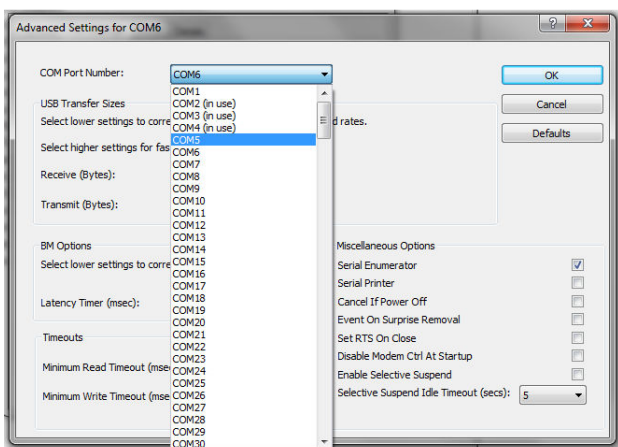 Advanced Settings for COM6
COM Port Number:
COM6
OK
Cancel
Defaults
COM1
COM2 (in use)
COM3 (in use)
COM4 (in use)
COM5
COM6
COM7
COM8
COM9
COM10
COM11
COM12
COM13
COM14
COM15
COM16
COM17
COM18
COM19
COM20
COM21
COM22
COM23
COM24
COM25
COM26
COM27
COM28
COM29
COM30
USB Transfer Sizes
Select lower settings to corre
d rates.
Select higher settings for fas
Receive (Bytes):
Transmit (Bytes):
BM Options
Select lower settings to corre
Latency Timer (msec):
Timeouts
Minimum Read Timeout (mse
Minimum Write Timeout (mse
Miscellaneous Options
Serial Enumerator
Serial Printer
Cancel If Power Off
Event On Surprise Removal
Set RTS On Close
Disable Modem Ctrl At Startup
Enable Selective Suspend
Selective Suspend Idle Timeout (secs):
5